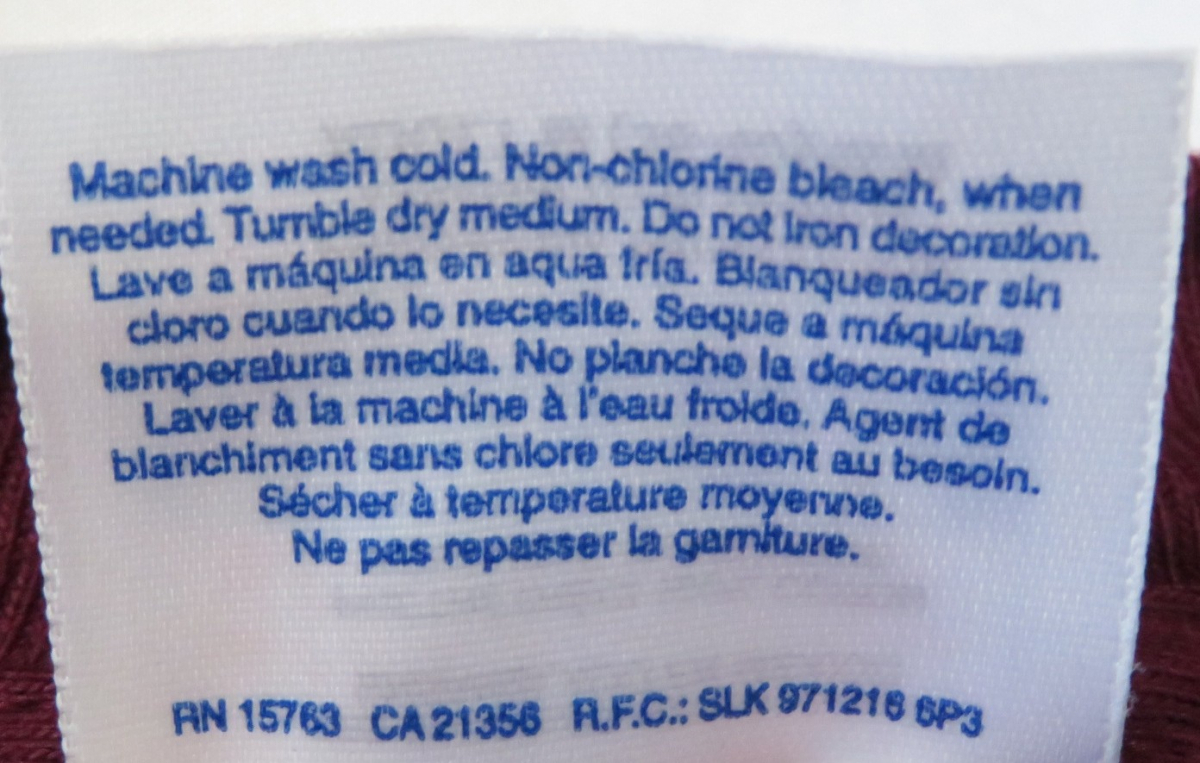 Machine wash cold. Non-chlorine bleach, when
needed. Tumble dry medium. Do not iron decoration.
Lave a máquina en aqua fría. Blanqueador sin
cloro cuando lo necesite. Seque a máquina
temperatura media. No planche la decoración.
Laver à la machine à l'eau froide. Agent de
blanchiment sans chlore seulement au besoin.
Sécher à temperature moyenne.
Ne pas repasser la garniture.
RN 15763 CA 21356 R.F.C.: SLK 971216 6P3